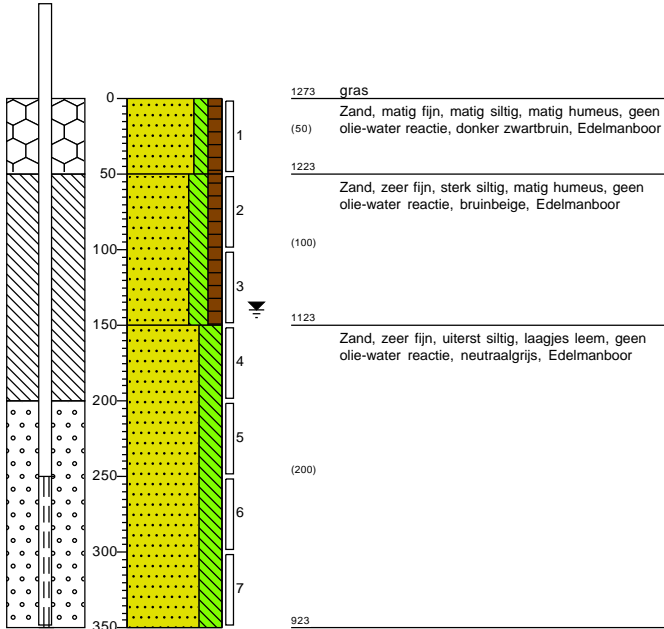 0
50
100
150
200
250
300
350
1
2
3
4
5
6
7
1273 gras
Zand, matig fijn, matig siltig, matig humeus, geen
(50) olie-water reactie, donker zwartbruin, Edelmanboor
1223
Zand, zeer fijn, sterk siltig, matig humeus, geen
olie-water reactie, bruinbeige, Edelmanboor
(100)
1123
Zand, zeer fijn, uiterst siltig, laagjes leem, geen
olie-water reactie, neutraalgrijs, Edelmanboor
(200)
923